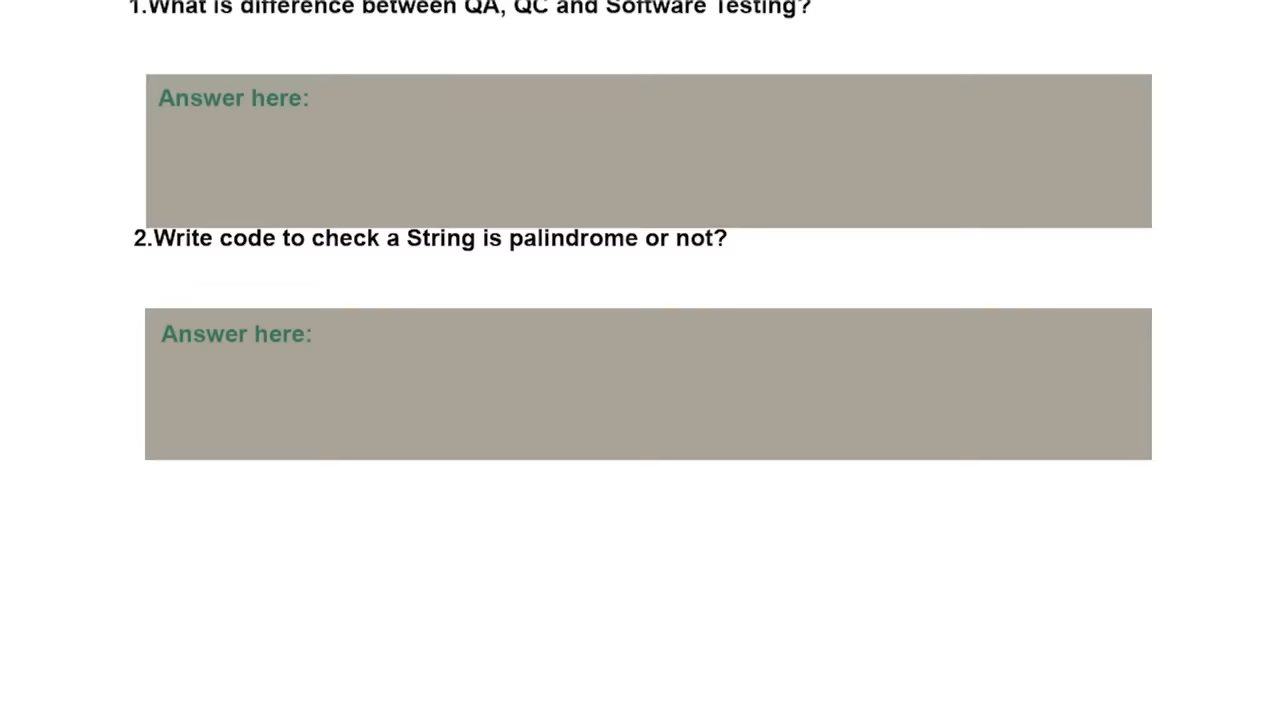 1.What is difference between QA, QC and Software Testing?
Answer here:
2.Write code to check a String is palindrome or not?
Answer here: